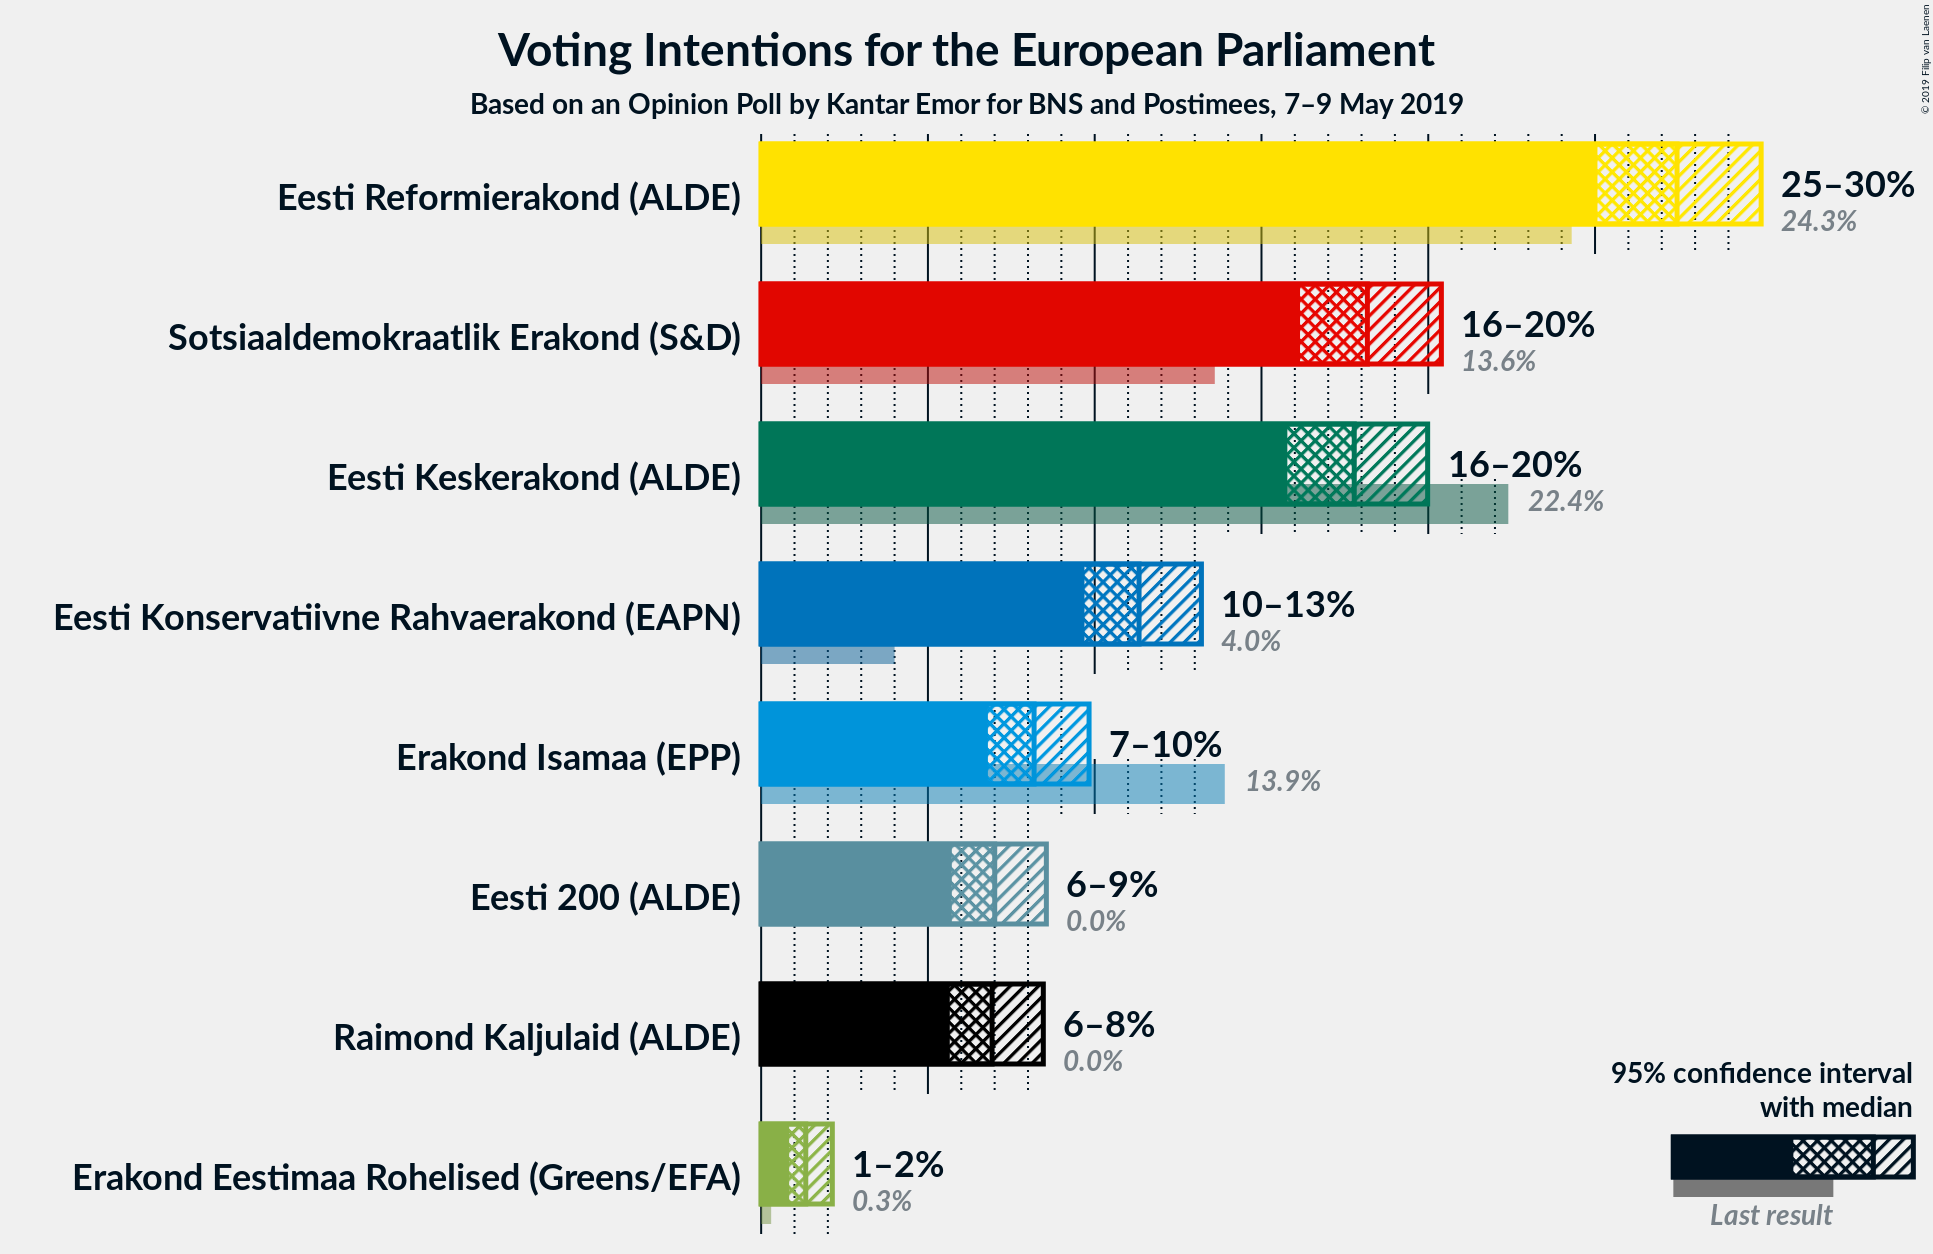 Voting Intentions for the European Parliament
Based on an Opinion Poll by Kantar Emor for BNS and Postimees, 7–9 May 2019
© 2019 Filip van Laenen
Eesti Reformierakond (ALDE)
25–30%
24.3%
Sotsiaaldemokraatlik Erakond (S&D)
16–20%
13.6%
Eesti Keskerakond (ALDE)
16–20%
22.4%
Eesti Konservatiivne Rahvaerakond (EAPN)
10–13%
4.0%
Erakond Isamaa (EPP)
7–10%
13.9%
Eesti 200 (ALDE)
6–9%
0.0%
Raimond Kaljulaid (ALDE)
6–8%
0.0%
Erakond Eestimaa Rohelised (Greens/EFA)
1–2%
0.3%
95% confidence interval
with median
Last result